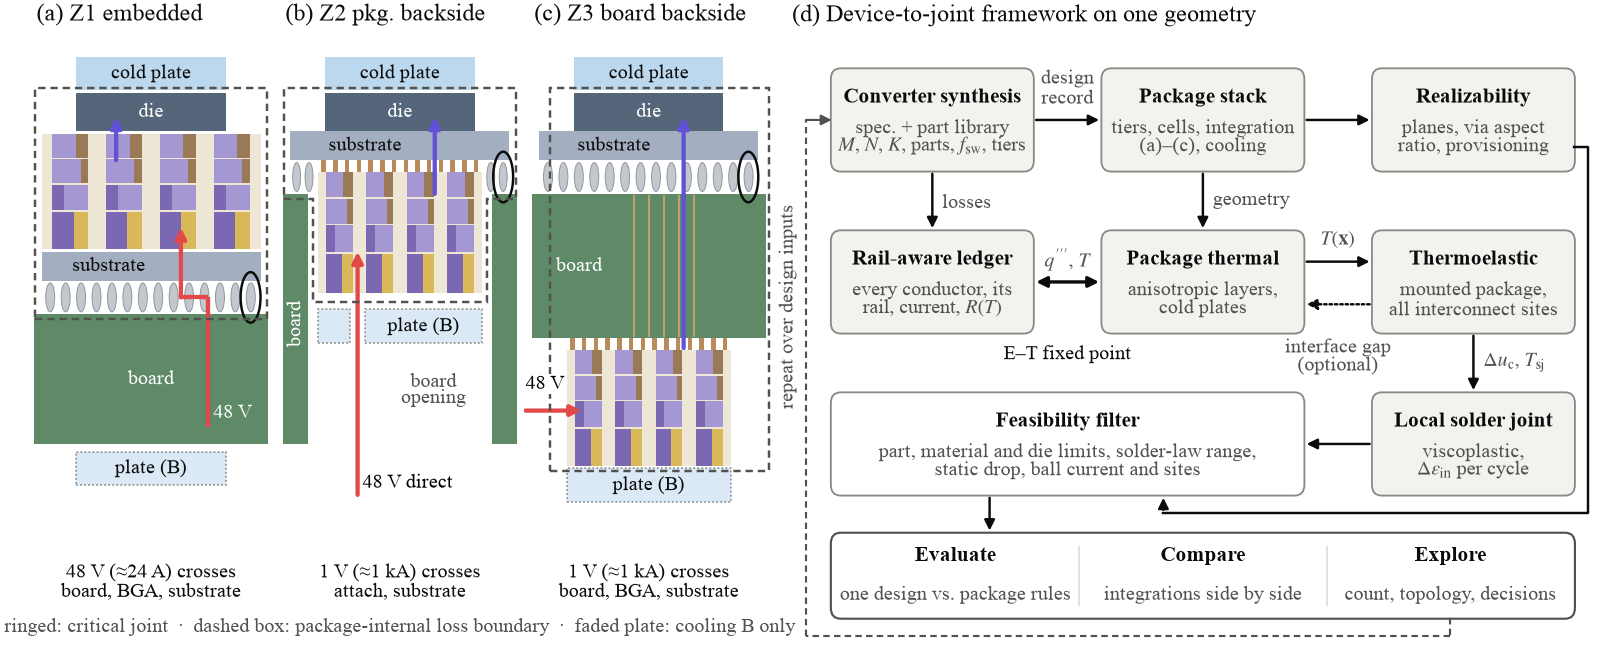 (a) Z1 embedded
cold plate
die
substrate
board
48 V
plate (B)
48 V (≈24 A) crosses
board, BGA, substrate
(b) Z2 pkg. backside
cold plate
die
substrate
board
plate (B)
board
opening
48 V direct
1 V (≈1 kA) crosses
attach, substrate
(c) Z3 board backside
cold plate
die
substrate
board
48 V
plate (B)
1 V (≈1 kA) crosses
board, BGA, substrate
ringed: critical joint · dashed box: package-internal loss boundary · faded plate: cooling B only
(d) Device-to-joint framework on one geometry
repeat over design inputs
Converter synthesis
spec. + part library
M, N, K, parts, fsw, tiers
design
record
Package stack
tiers, cells, integration
(a)–(c), cooling
Realizability
planes, via aspect
ratio, provisioning
losses
geometry
Rail-aware ledger
every conductor, its
rail, current, R(T)
q''', T
E–T fixed point
Package thermal
anisotropic layers,
cold plates
T(x)
interface gap
(optional)
Thermoelastic
mounted package,
all interconnect sites
Δuc, Tsj
Feasibility filter
part, material and die limits, solder-law range,
static drop, ball current and sites
Local solder joint
viscoplastic,
Δεin per cycle
Evaluate
one design vs. package rules
Compare
integrations side by side
Explore
count, topology, decisions